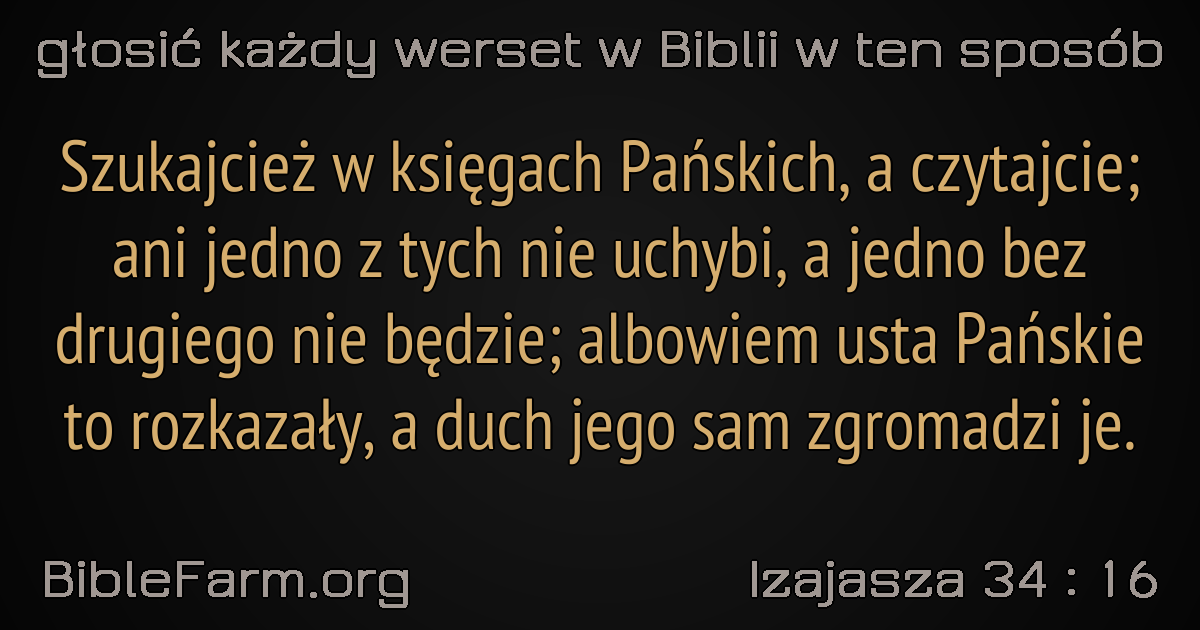 głosić każdy werset w Biblii w ten sposób
Szukajcież w księgach Pańskich, a czytajcie;
ani jedno z tych nie uchybi, a jedno bez
drugiego nie będzie; albowiem usta Pańskie
to rozkazały, a duch jego sam zgromadzi je.
BibleFarm.org
Izajasza 34 : 16